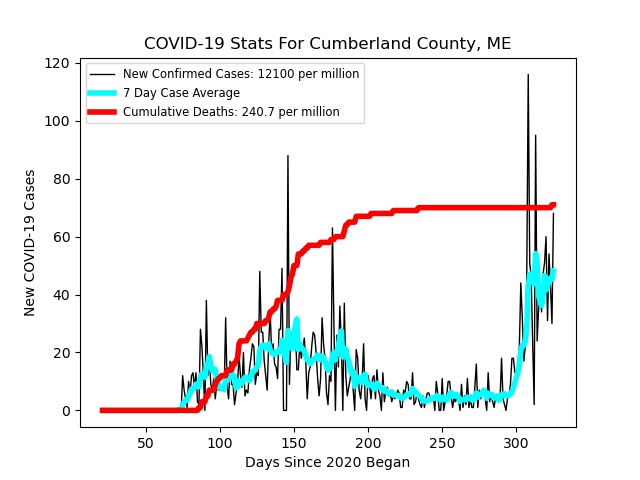 COVID-19 Stats For Cumberland County, ME
New Confirmed Cases: 12100 per million
7 Day Case Average
Cumulative Deaths: 240.7 per million
New COVID-19 Cases
120
100
80
60
40
20
0
50 100 150 200 250 300
Days Since 2020 Began